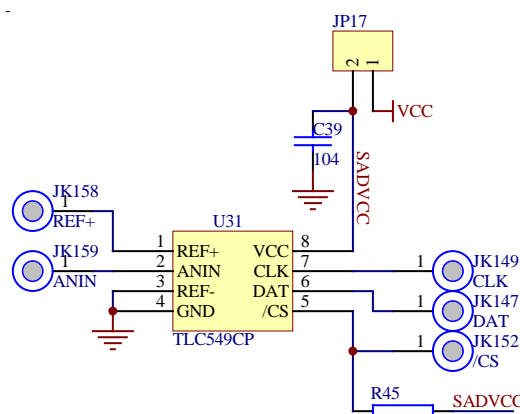 -
JP17
2 1
VCC
C39
104
SADVCC
JK158
1
REF+
U31
JK159
1
ANIN
1 REF+ VCC 8
2 ANIN CLK 7
3 REF- DAT 6
4 GND /CS 5
TLC549CP
1 JK149
CLK
1 JK147
DAT
1 JK152
/CS
R45
SADVCC